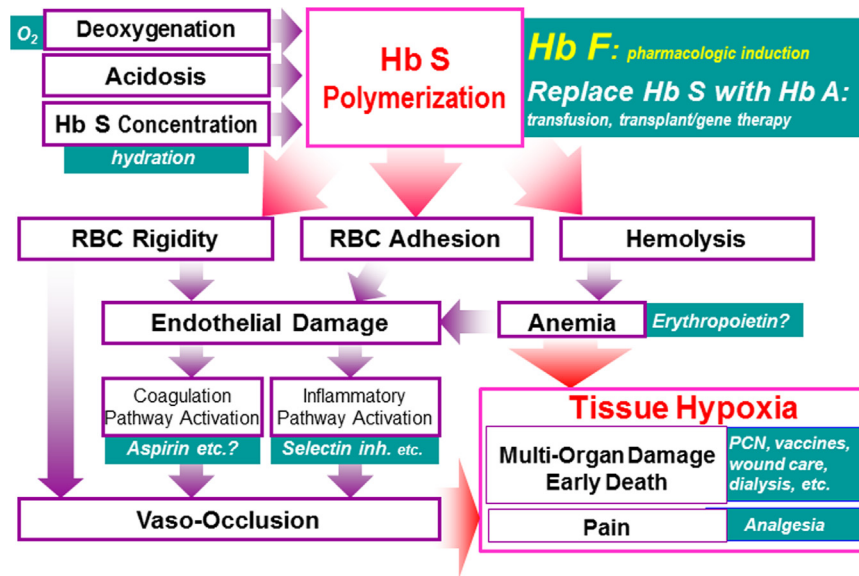 O2
Deoxygenation
Acidosis
Hb S Concentration
hydration
Hb S
Polymerization
Hb F: pharmacologic induction
Replace Hb S with Hb A:
transfusion, transplant/gene therapy
RBC Rigidity
RBC Adhesion
Hemolysis
Endothelial Damage
Anemia
Erythropoietin?
Coagulation
Pathway Activation
Aspirin etc.?
Inflammatory
Pathway Activation
Selectin inh. etc.
Vaso-Occlusion
Tissue Hypoxia
Multi-Organ Damage
Early Death
PCN, vaccines,
wound care,
dialysis, etc.
Pain
Analgesia